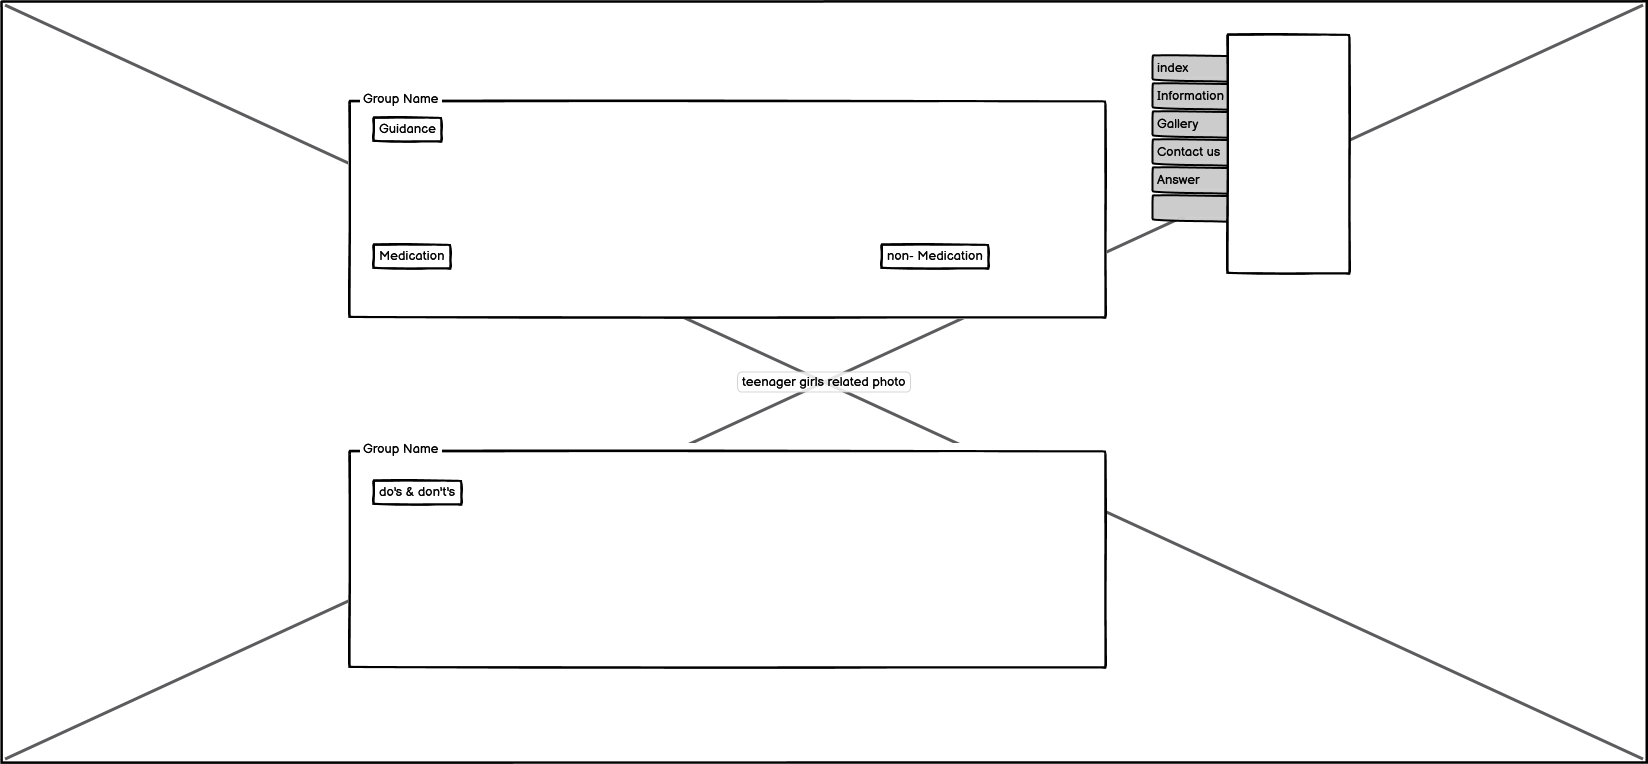 index
Information
Gallery
Contact us
Answer
Group Name
Guidance
Medication
non- Medication
teenager girls related photo
Group Name
do's & don't's